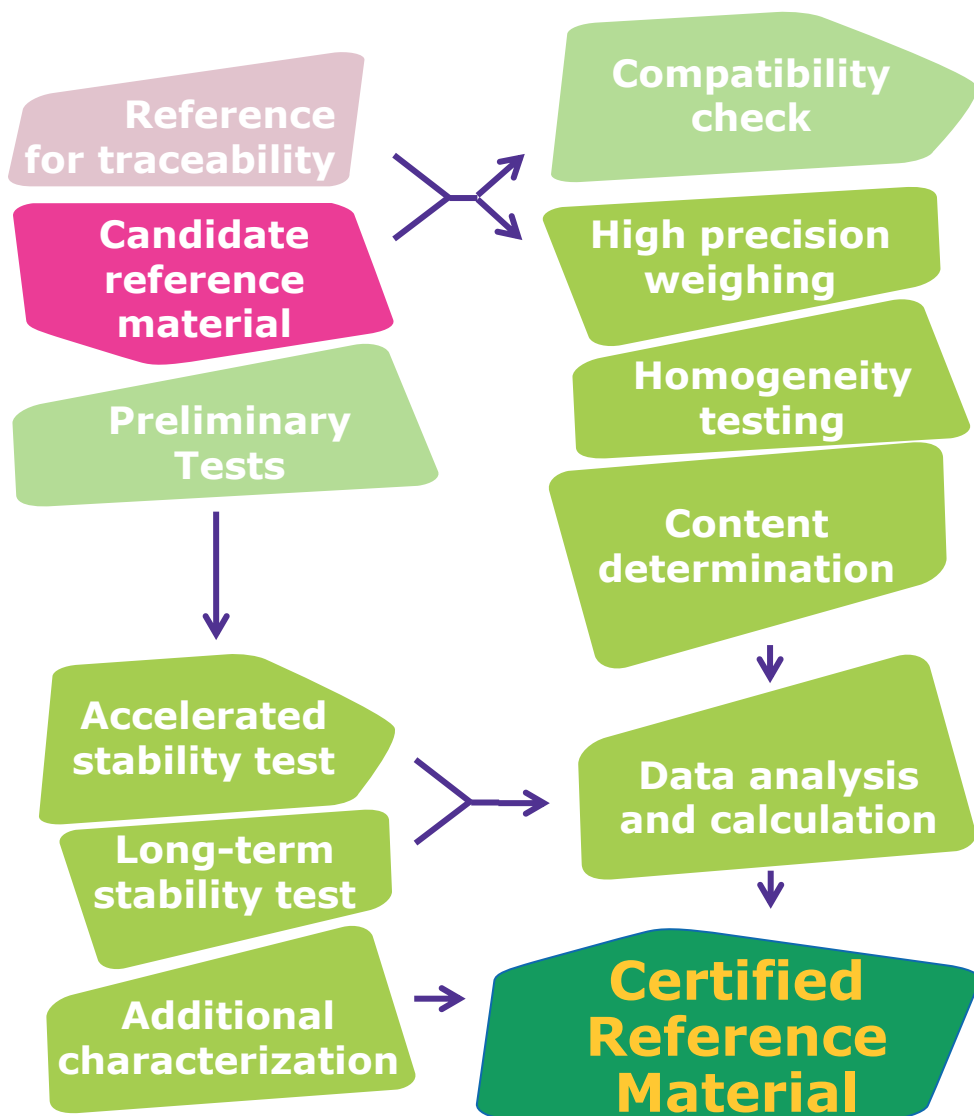 Reference
for traceability
Candidate
reference
material
Preliminary
Tests
Accelerated
stability test
Long-term
stability test
Additional
characterization
Compatibility
check
High precision
weighing
Homogeneity
testing
Content
determination
Data analysis
and calculation
Certified
Reference
Material